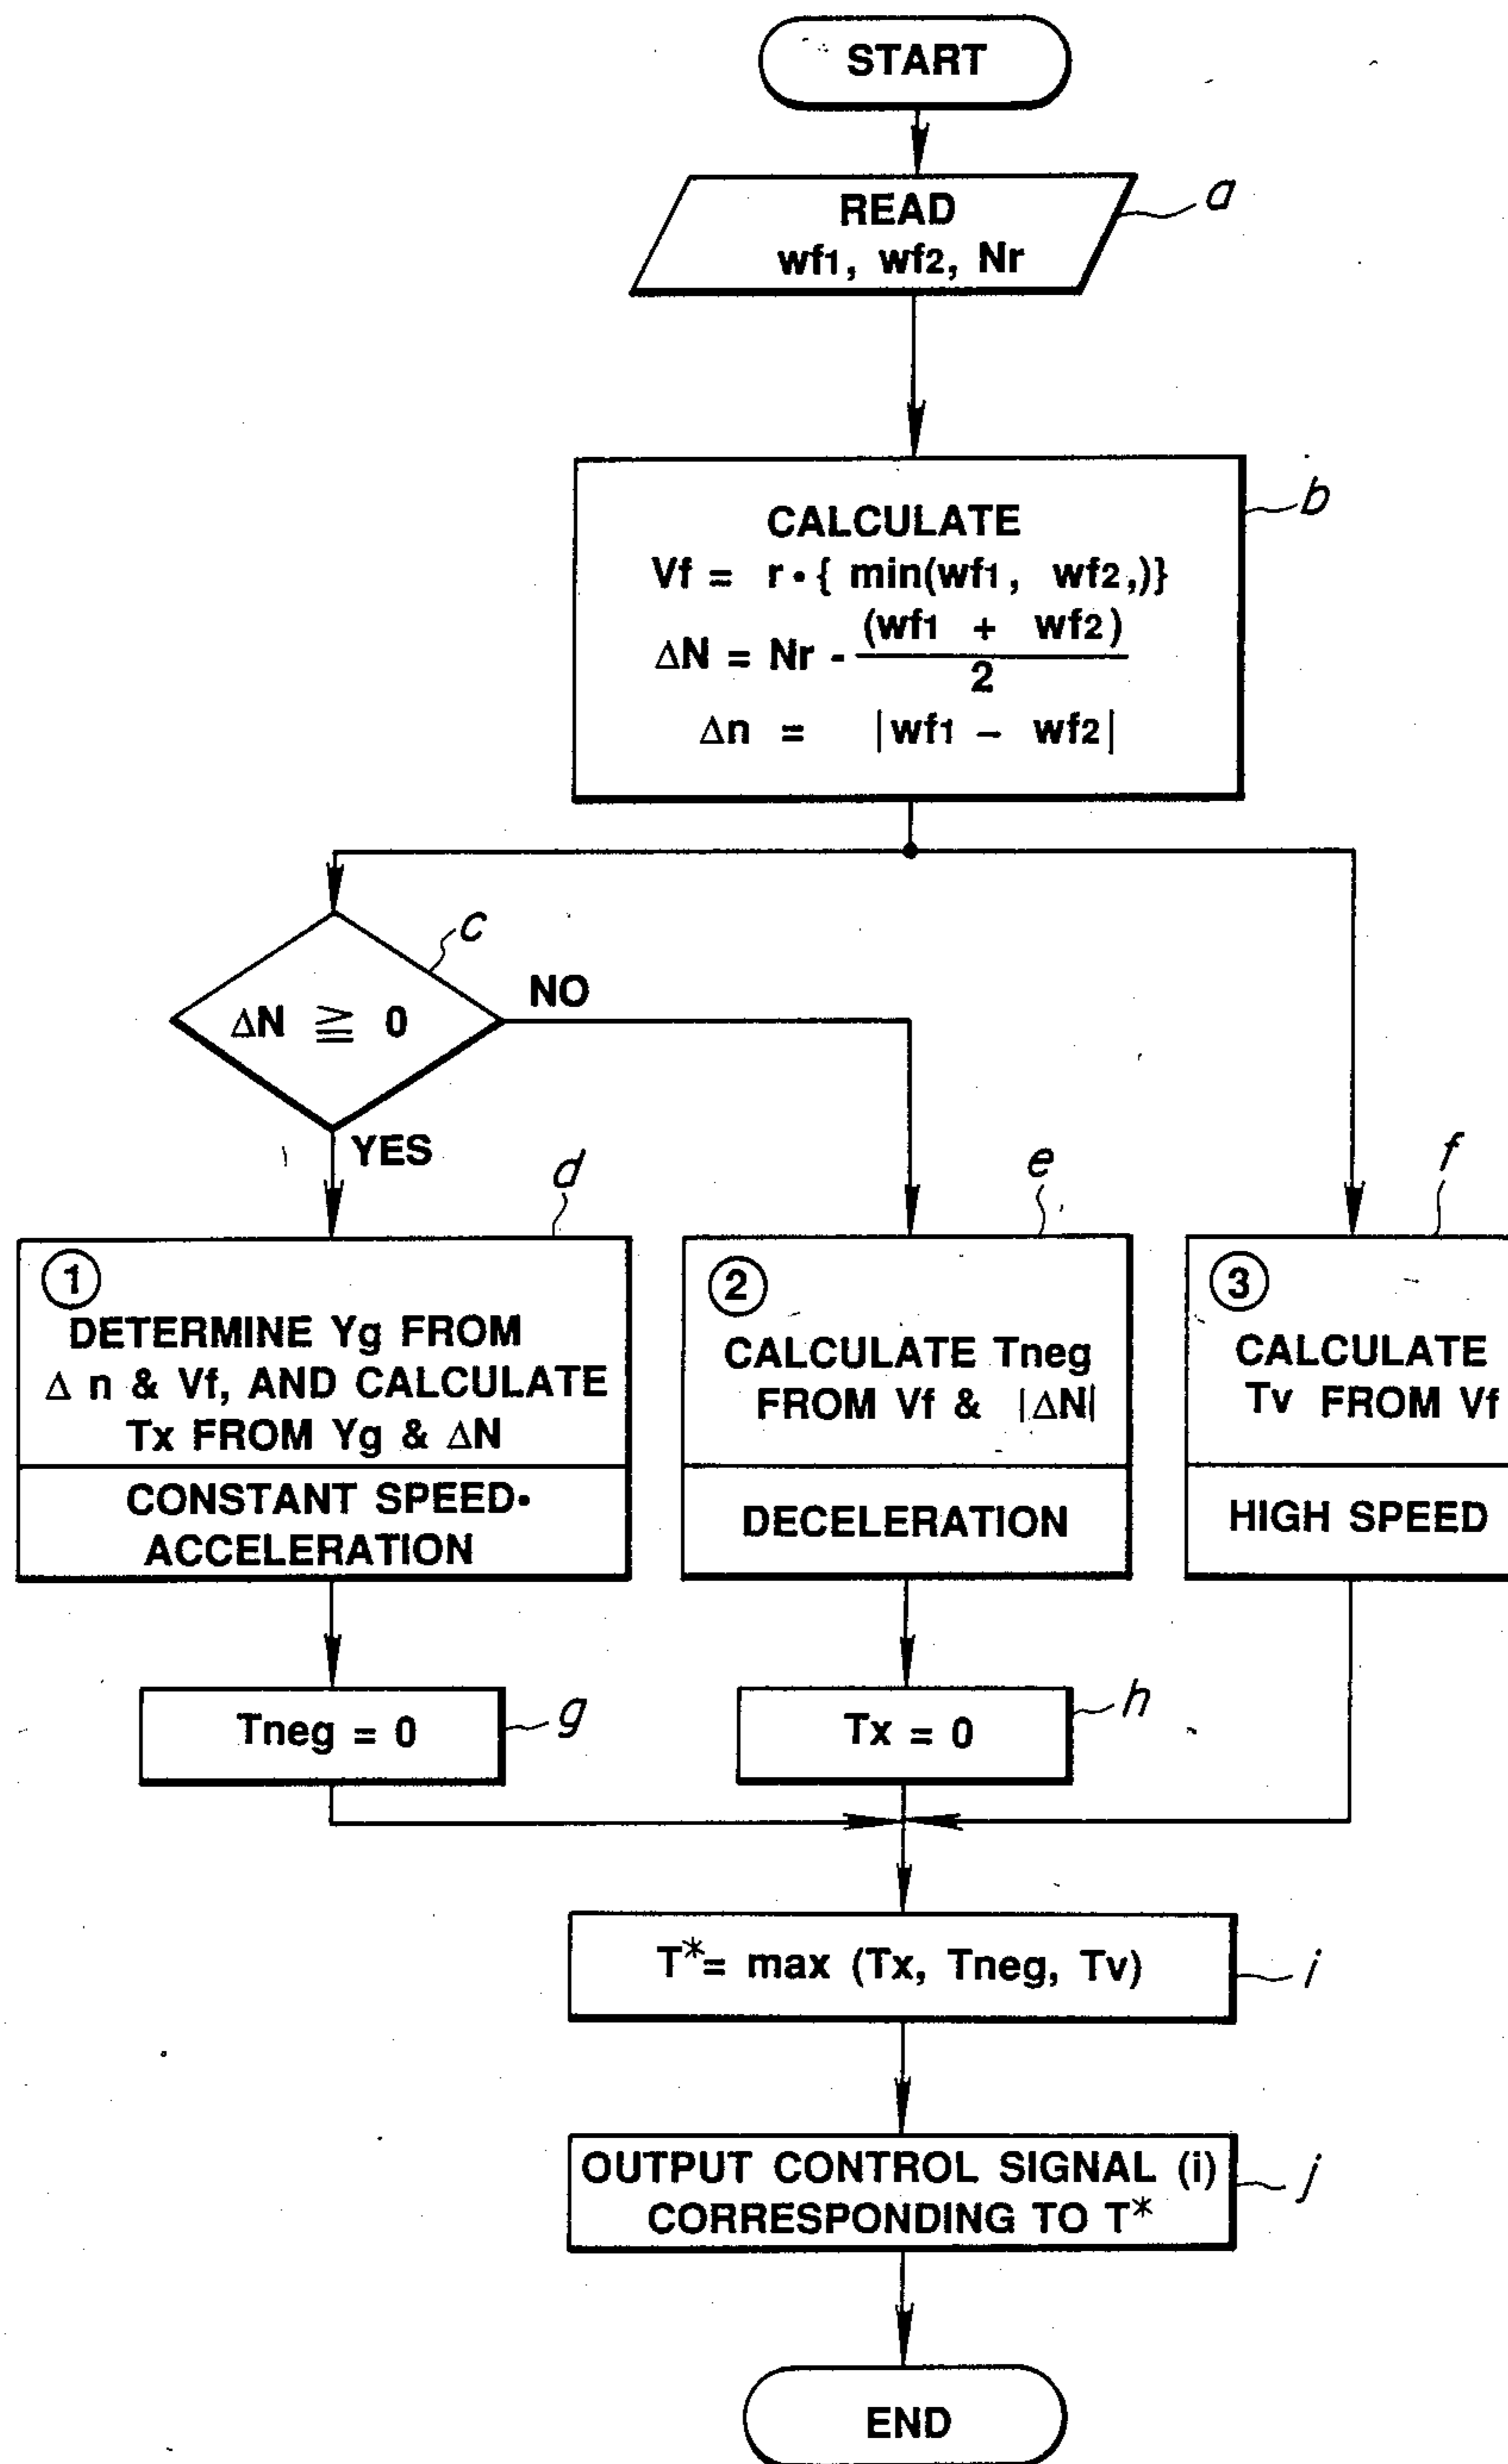 START
READ
wf1, wf2, Nr
a
CALCULATE
b
Vf = r·{ min(wf1, wf2,)}
ΔN = Nr - (wf1 + wf2)
2
Δn = |wf1 – wf2|
c
ΔN ≧ 0
NO
YES
d
①
DETERMINE Yg FROM
Δ n & Vf, AND CALCULATE
Tx FROM Yg & ΔN
CONSTANT SPEED·
ACCELERATION
e
②
CALCULATE Tneg
FROM Vf & |ΔN|
DECELERATION
f
③
CALCULATE
Tv FROM Vf
HIGH SPEED
Tneg = 0
g
Tx = 0
h
T*= max (Tx, Tneg, Tv)
i
OUTPUT CONTROL SIGNAL (i)
CORRESPONDING TO T*
j
END